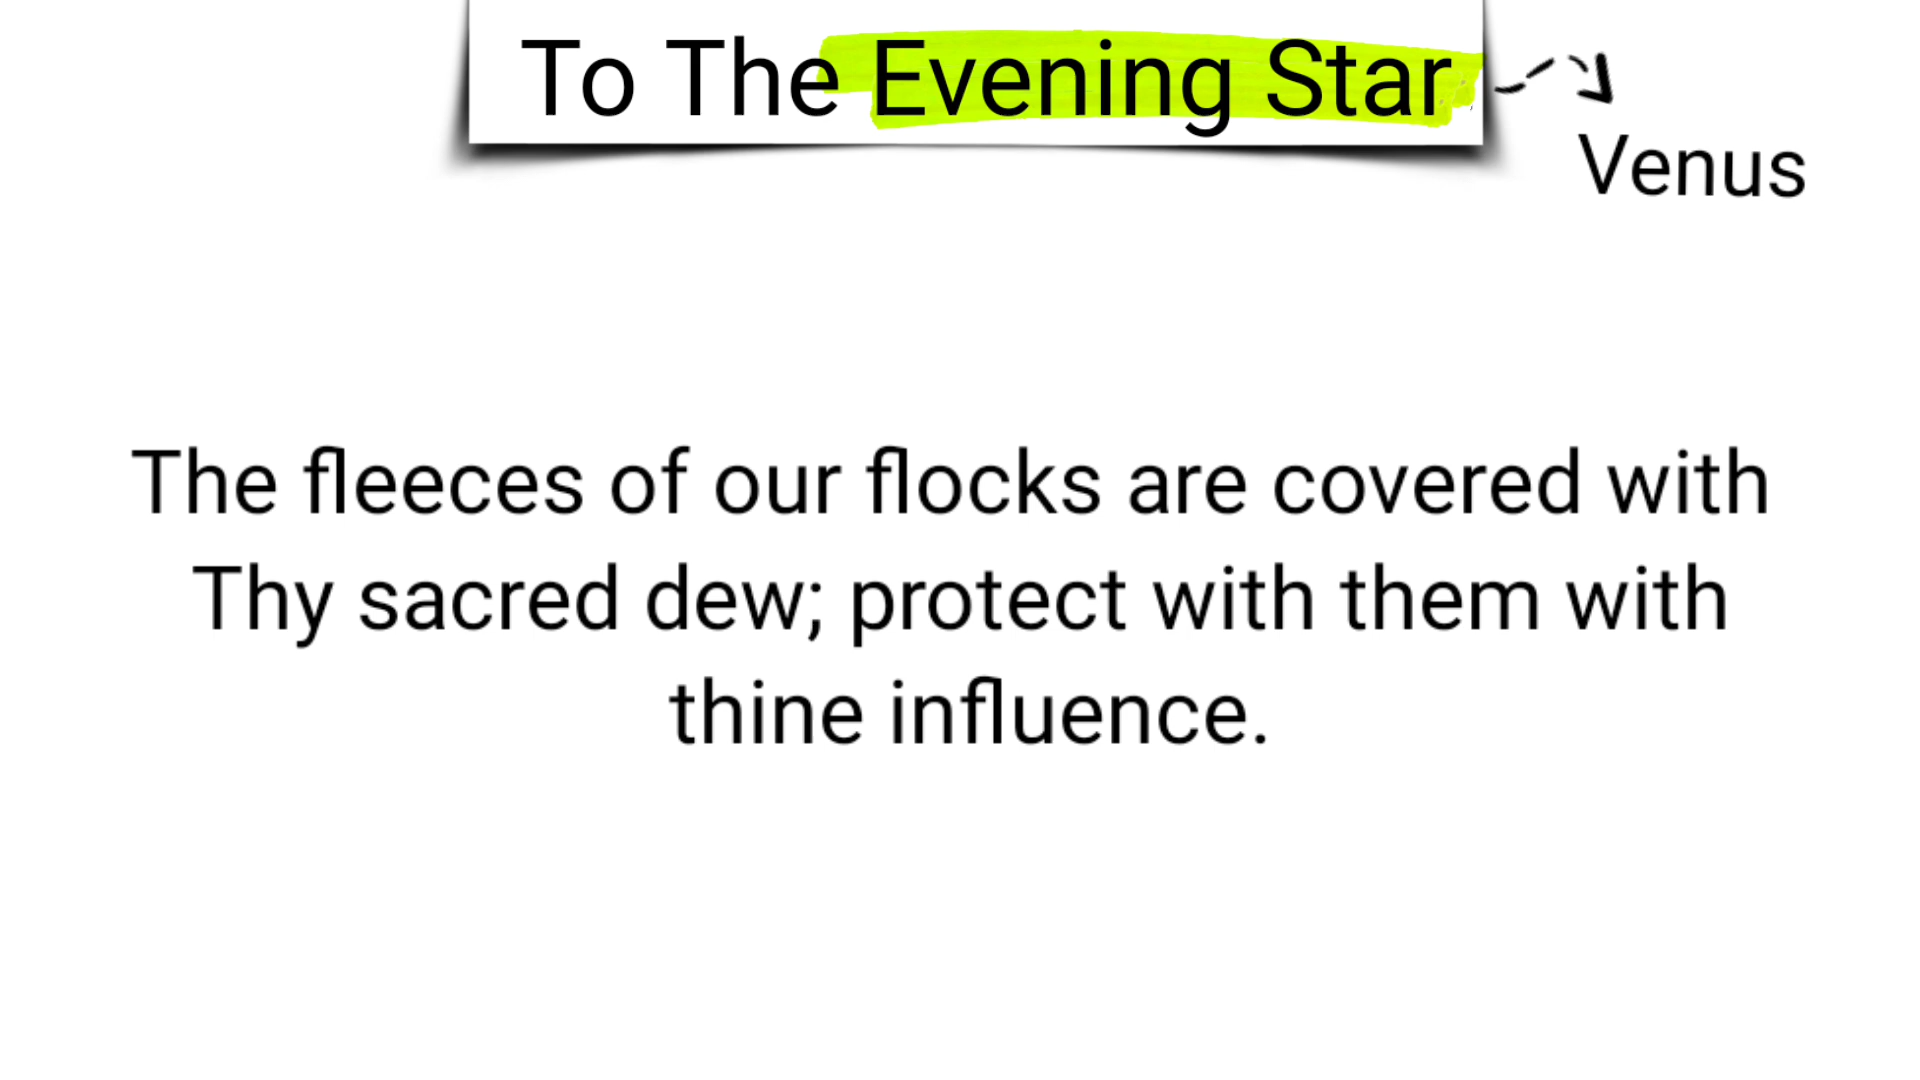 To The Evening Star
Venus
The fleeces of our flocks are covered with
Thy sacred dew; protect with them with
thine influence.